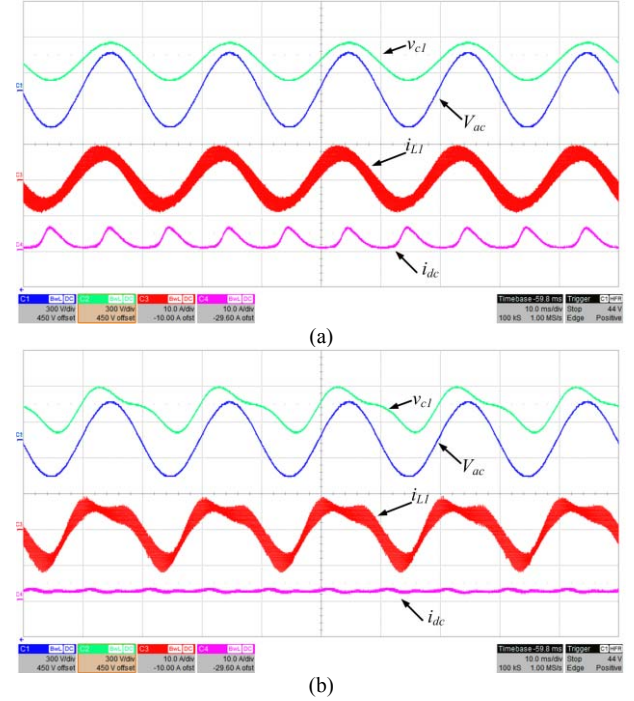 v_c1
V_ac
i_L1
i_dc
C1 BwL DC C2 BwL DC C3 BwL DC C4 BwL DC Timebase -59.8 ms Trigger C1 HFR
300 V/div 300 V/div 10.0 A/div 10.0 A/div 10.0 ms/div Stop 44 V
450 V offset 450 V offset -10.00 A ofst -29.60 A ofst 100 kS 1.00 MS/s Edge Positive
(a)
v_c1
V_ac
i_L1
i_dc
C1 BwL DC C2 BwL DC C3 BwL DC C4 BwL DC Timebase -59.8 ms Trigger C1 HFR
300 V/div 300 V/div 10.0 A/div 10.0 A/div 10.0 ms/div Stop 44 V
450 V offset 450 V offset -10.00 A ofst -29.60 A ofst 100 kS 1.00 MS/s Edge Positive
(b)